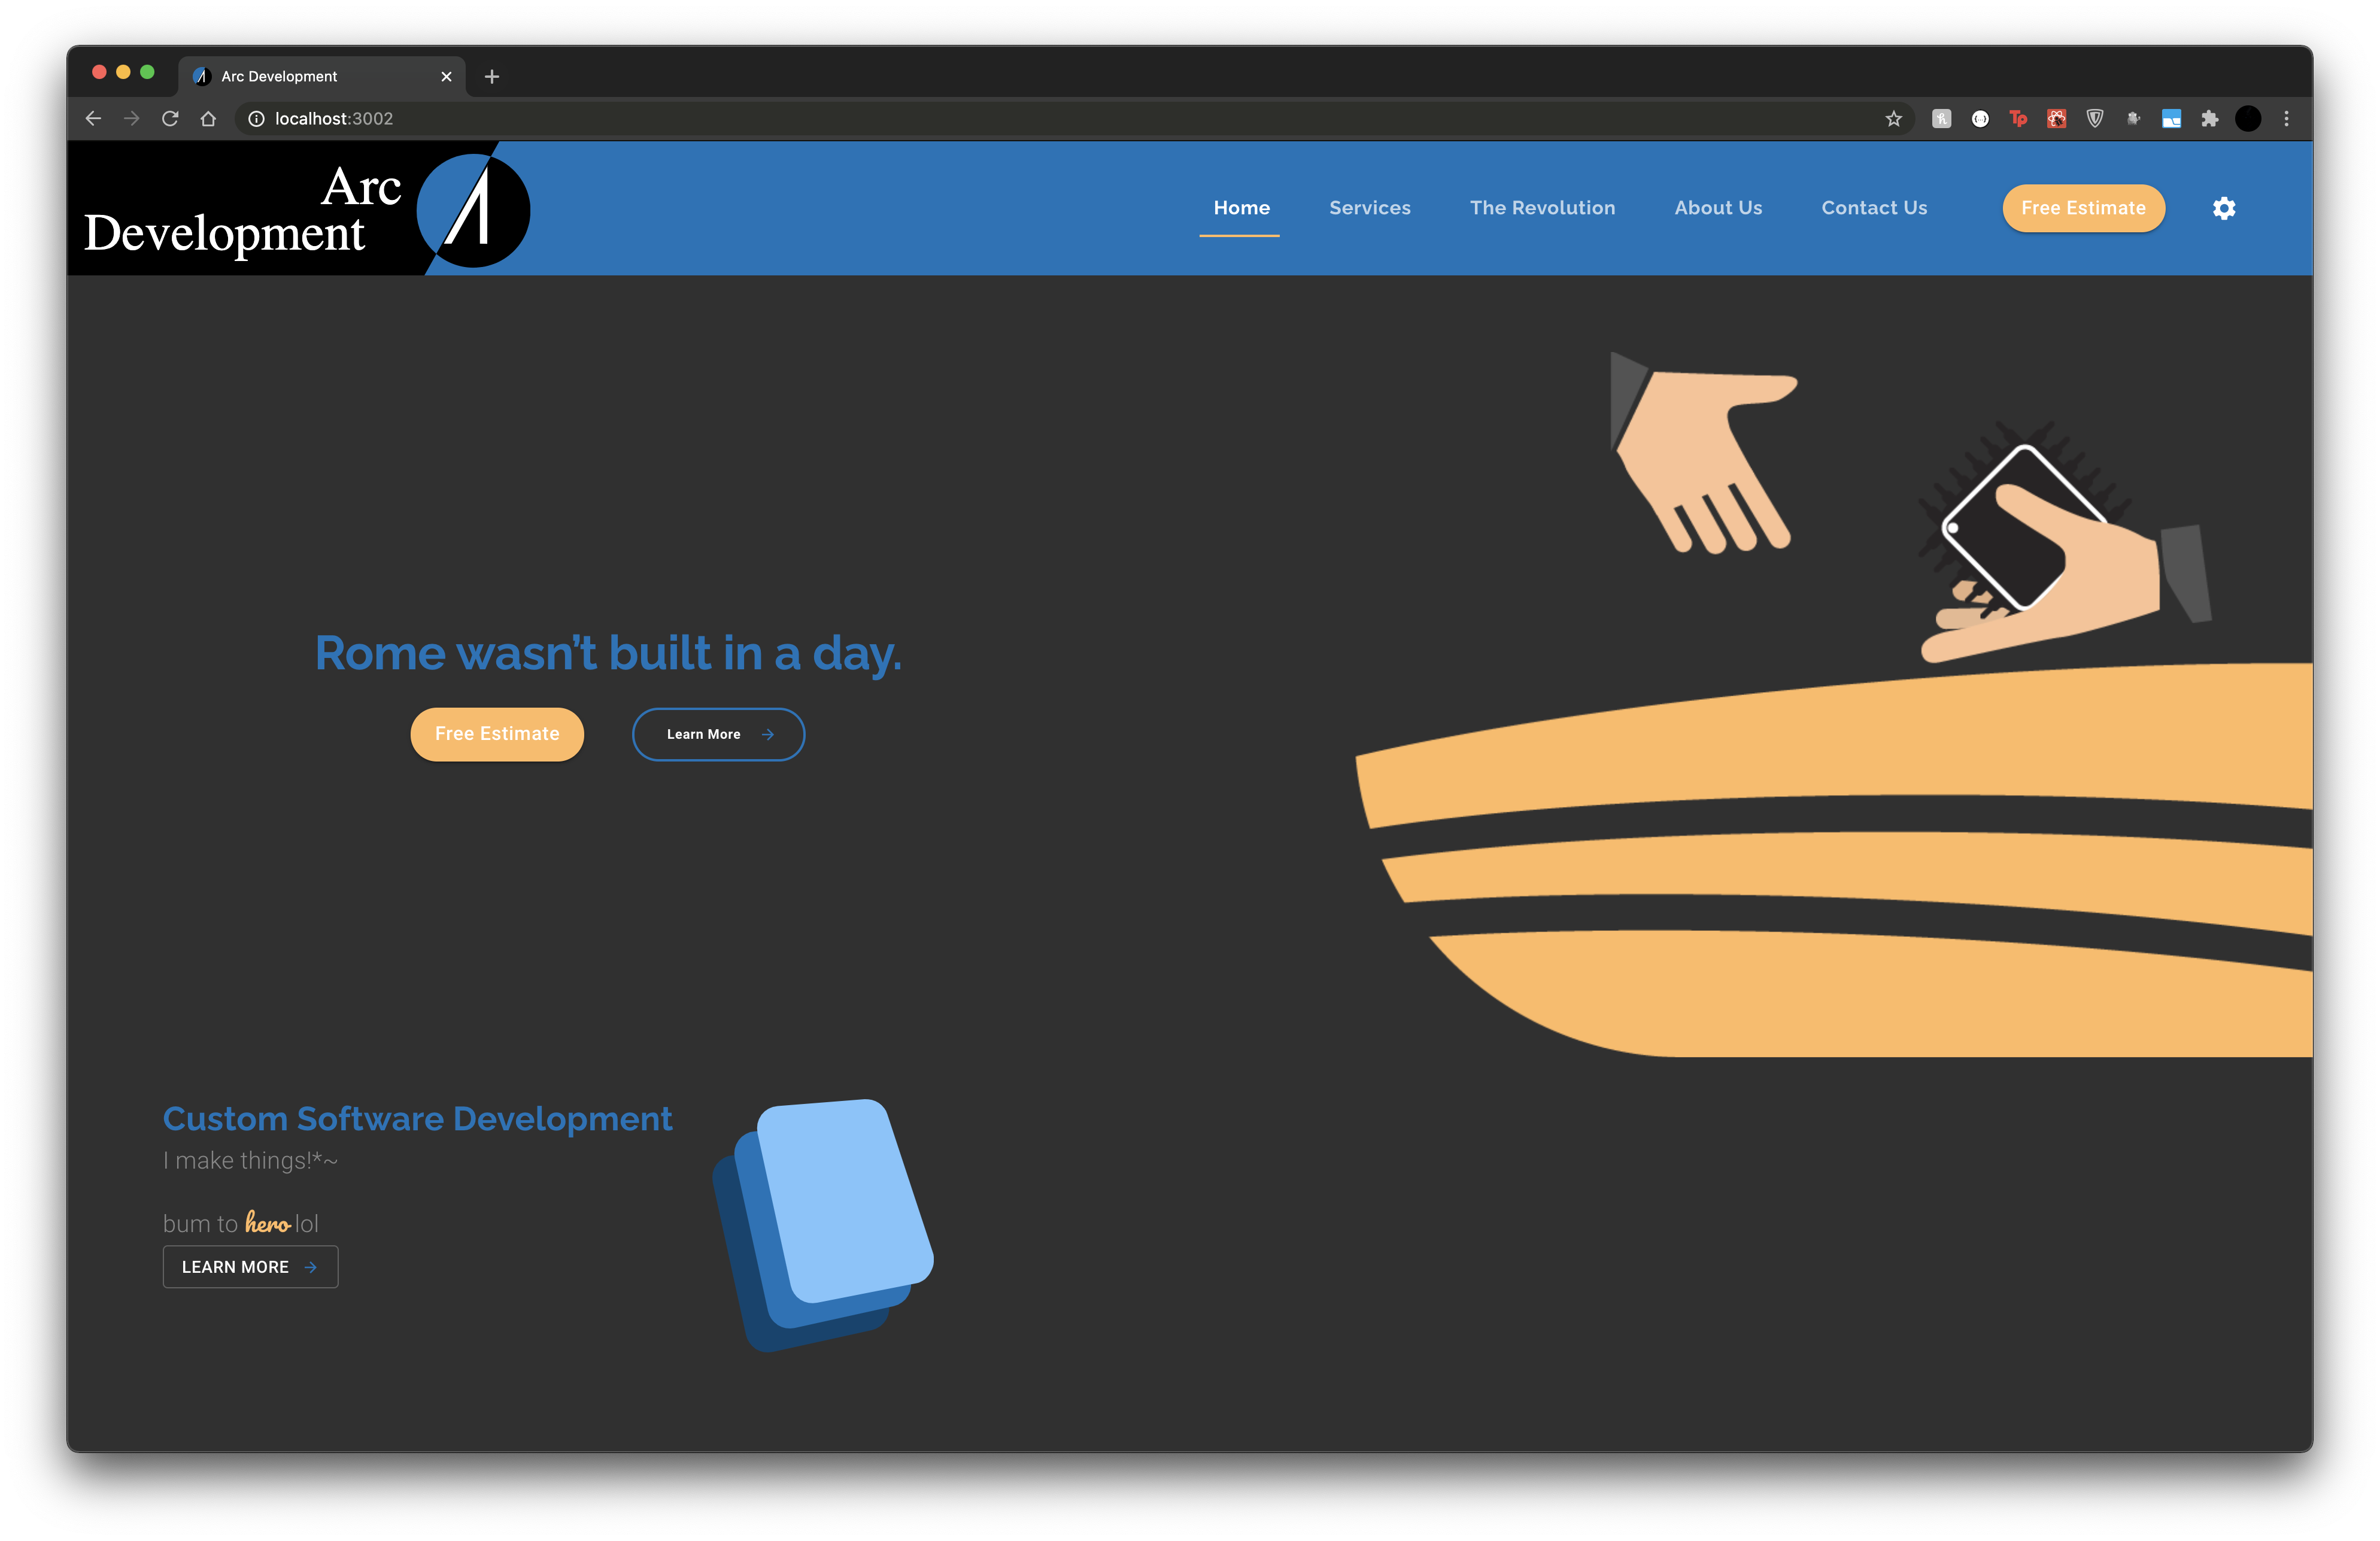 Arc Development
localhost:3002
Arc
Development
Home Services The Revolution About Us Contact Us Free Estimate
Rome wasn’t built in a day.
Free Estimate Learn More
Custom Software Development
I make things!*~
bum to hero lol
LEARN MORE